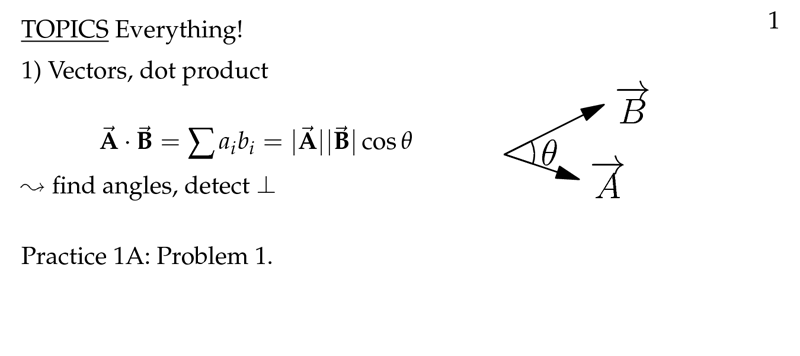 TOPICS Everything!
1
1) Vectors, dot product
A⃗ · B⃗ = ∑ aᵢbᵢ = |A⃗||B⃗| cos θ
B⃗
θ
A⃗
⇝ find angles, detect ⊥
Practice 1A: Problem 1.